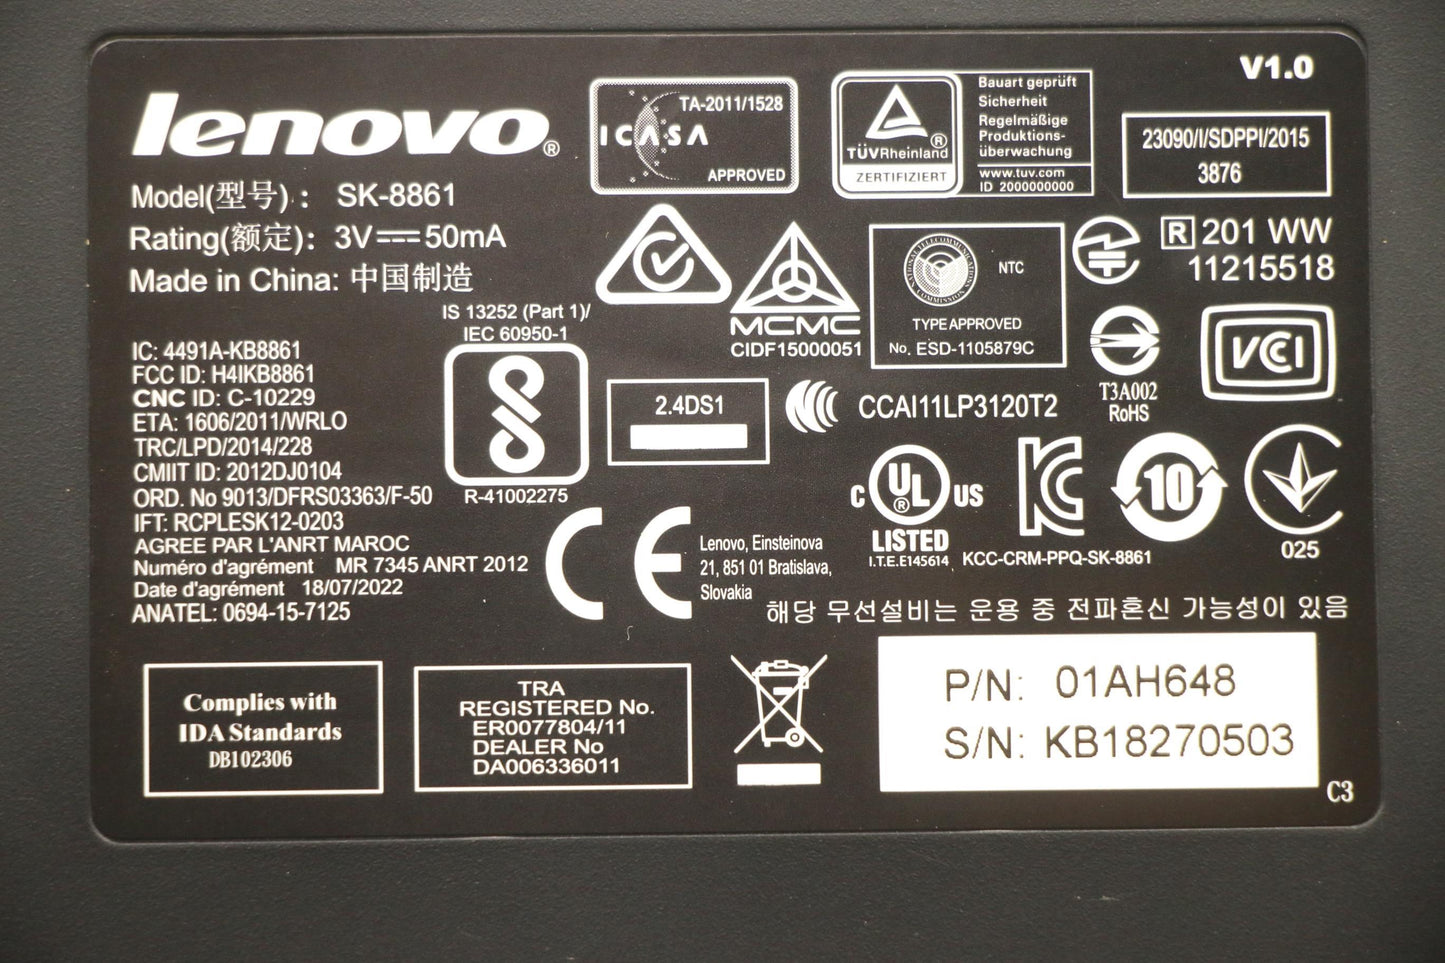 V1.0
lenovo®
Model(型号) : SK-8861
Rating(额定): 3V⎓50mA
Made in China: 中国制造
TA-2011/1528
ICASA
APPROVED
TÜVRheinland®
ZERTIFIZIERT
Bauart geprüft
Sicherheit
Regelmäßige
Produktions-
überwachung
www.tuv.com
ID 2000000000
23090/I/SDPPI/2015
3876
R 201 WW
11215518
MCMC
CIDF15000051
NATIONAL TELECOMMUNICATIONS COMMISSION
NTC
TYPE APPROVED
No. ESD-1105879C
T3A002
RoHS
VCI
IS 13252 (Part 1)/
IEC 60950-1
R-41002275
IC: 4491A-KB8861
FCC ID: H4IKB8861
CNC ID: C-10229
ETA: 1606/2011/WRLO
TRC/LPD/2014/228
CMIIT ID: 2012DJ0104
ORD. No 9013/DFRS03363/F-50
IFT: RCPLESK12-0203
AGREE PAR L'ANRT MAROC
Numéro d'agrément MR 7345 ANRT 2012
Date d'agrément 18/07/2022
ANATEL: 0694-15-7125
2.4DS1
CCAI11LP3120T2
C UL® US
LISTED
I.T.E.E145614
KCC-CRM-PPQ-SK-8861
10
025
CE
Lenovo, Einsteinova
21, 851 01 Bratislava,
Slovakia
해당 무선설비는 운용 중 전파혼신 가능성이 있음
Complies with
IDA Standards
DB102306
TRA
REGISTERED No.
ER0077804/11
DEALER No
DA006336011
P/N: 01AH648
S/N: KB18270503
C3